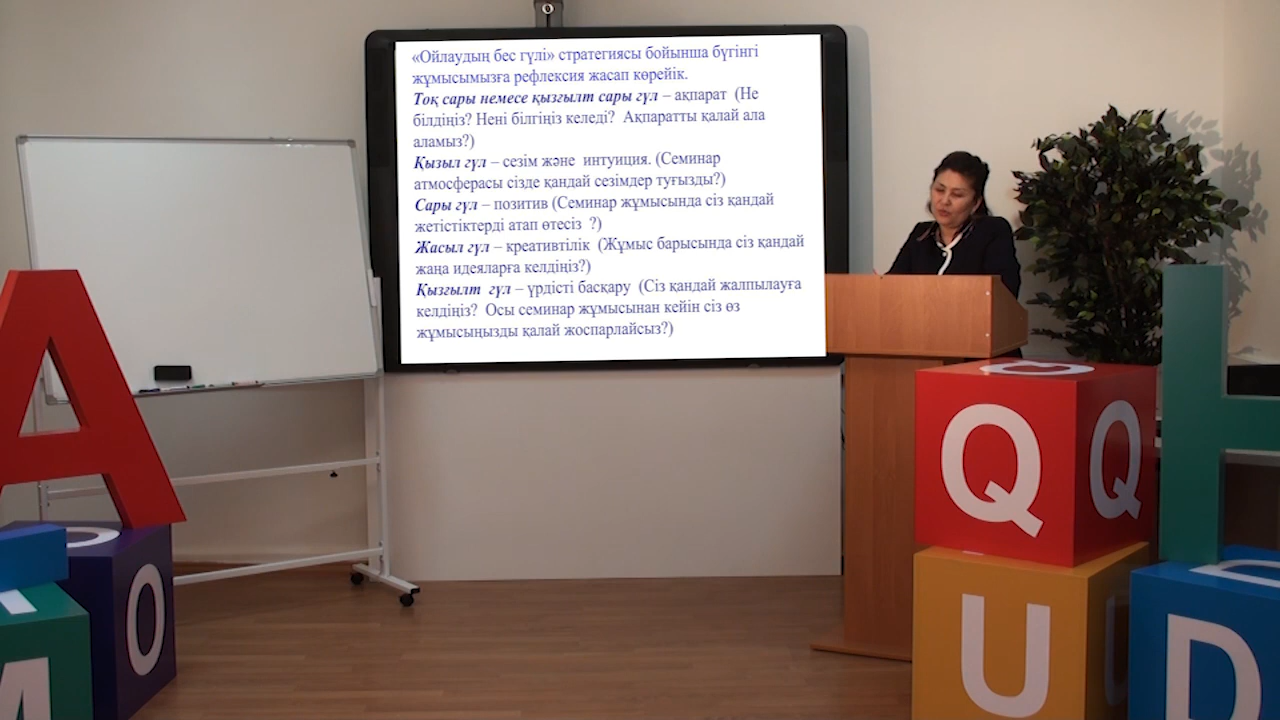 «Ойлаудың бес гүлі» стратегиясы бойынша бүгінгі
жұмысымызға рефлексия жасап көрейік.
Тоқ сары немесе қызғылт сары гүл – ақпарат (Не
білдіңіз? Нені білгіңіз келеді? Ақпаратты қалай ала
аламыз?)
Қызыл гүл – сезім және интуиция. (Семинар
атмосферасы сізде қандай сезімдер туғызды?)
Сары гүл – позитив (Семинар жұмысында сіз қандай
жетістіктерді атап өтесіз ?)
Жасыл гүл – креативтілік (Жұмыс барысында сіз қандай
жаңа идеяларға келдіңіз?)
Қызғылт гүл – үрдісті басқару (Сіз қандай жалпылауға
келдіңіз? Осы семинар жұмысынан кейін сіз өз
жұмысыңызды қалай жоспарлайсыз?)
A
O
M
Q
Q
U
D